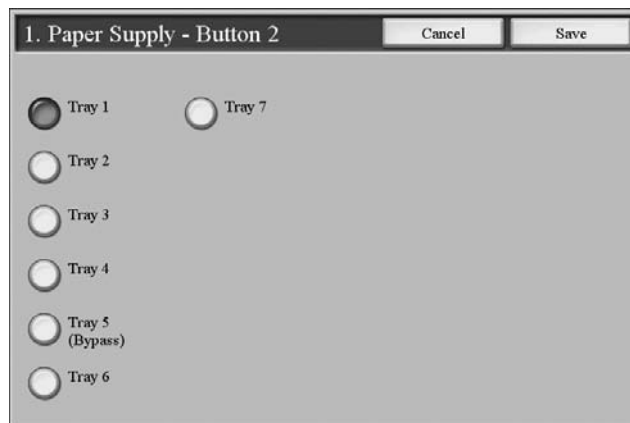 1. Paper Supply - Button 2
Cancel
Save
Tray 1
Tray 7
Tray 2
Tray 3
Tray 4
Tray 5
(Bypass)
Tray 6